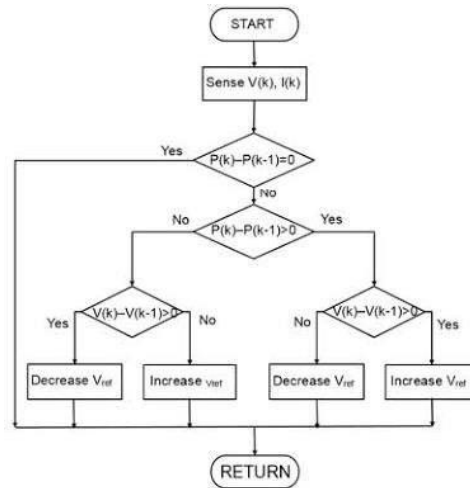 START
Sense V(k), I(k)
Yes
P(k)–P(k-1)=0
No
No
P(k)–P(k-1)>0
Yes
Yes
V(k)–V(k-1)>0
No
No
V(k)–V(k-1)>0
Yes
Decrease Vref
Increase Vref
Decrease Vref
Increase Vref
RETURN